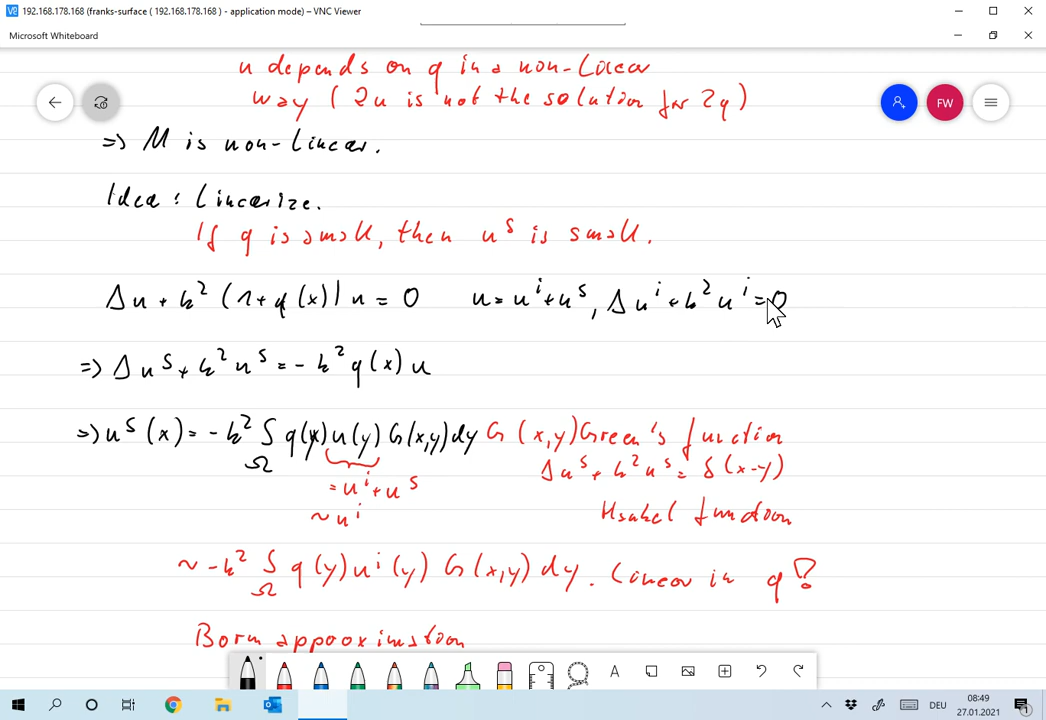 192.168.178.168 (franks-surface ( 192.168.178.168 ) - application mode) – VNC Viewer
Microsoft Whiteboard
u depends on q in a non-linear
way ( 2u is not the solution for 2q )
FW
=> M is non-linear.
Idea : Linearize.
If q is small, then u^s is small.
Δu + k² (1+q(x)) u = 0 u = u^i + u^s, Δu^i + k² u^i = 0
=> Δu^s + k² u^s = - k² q(x) u
=> u^s (x) = - k² ∫_Ω q(y) u(y) G(x,y) dy G(x,y) Green's function
= u^i + u^s Δu^s + k² u^s = δ(x-y)
~ u^i Hankel function
~ - k² ∫_Ω q(y) u^i (y) G(x,y) dy. Linear in q!
Born approximation
A
DEU
08:49
27.01.2021
1